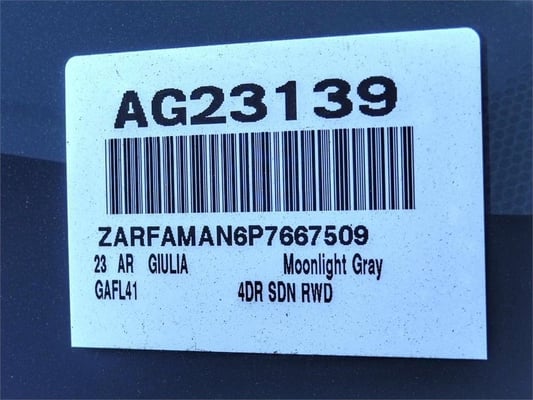 AG23139
ZARFAMAN6P7667509
23 AR GIULIA Moonlight Gray
GAFL41 4DR SDN RWD